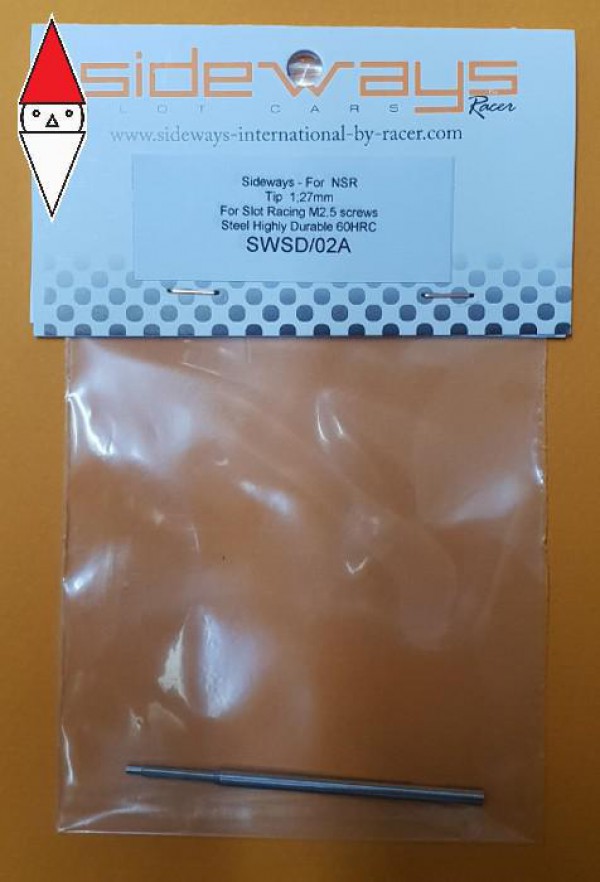 sideways
SLOT CARS Racer
www.sideways-international-by-racer.com
Sideways - For NSR
Tip 1,27mm
For Slot Racing M2.5 screws
Steel Highly Durable 60HRC
SWSD/02A